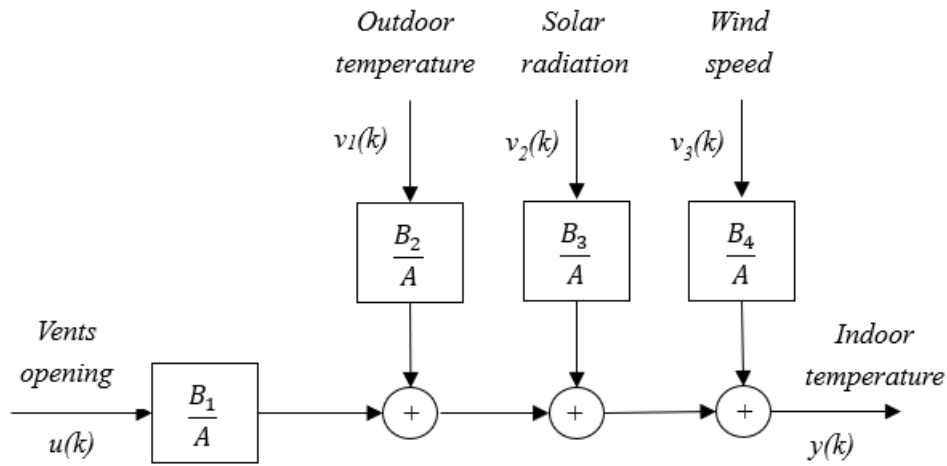 Outdoor
temperature
Solar
radiation
Wind
speed
v₁(k)
v₂(k)
v₃(k)
B₂
A
B₃
A
B₄
A
Vents
opening
u(k)
B₁
A
+
+
+
Indoor
temperature
y(k)